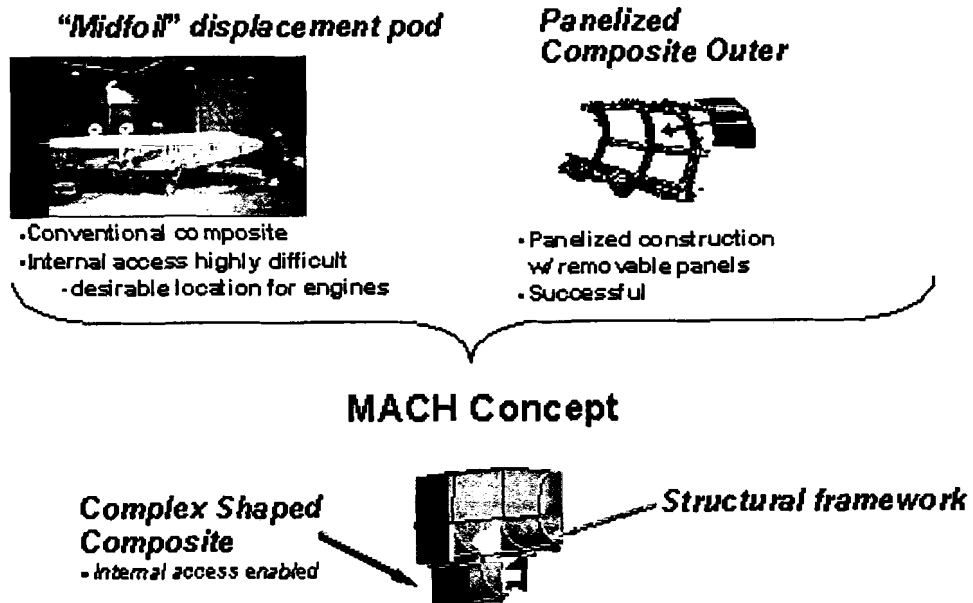 “Midfoil” displacement pod
•Conventional composite
•Internal access highly difficult
- desirable location for engines
Panelized
Composite Outer
• Panelized construction
w/ removable panels
• Successful
MACH Concept
Complex Shaped
Composite
• Internal access enabled
Structural framework